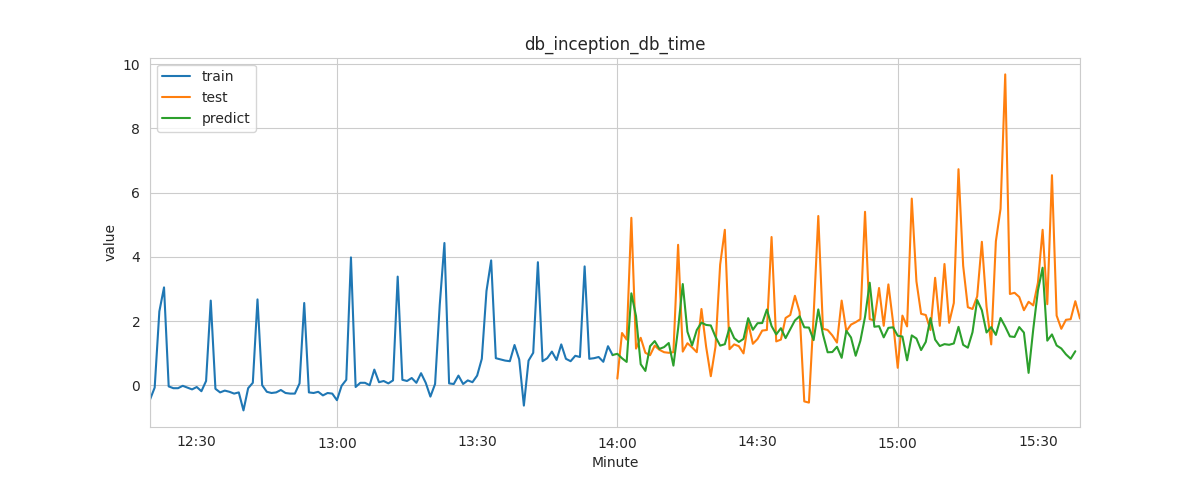 db_inception_db_time
10
8
6
4
2
0
value
train
test
predict
12:30
13:00
13:30
14:00
14:30
15:00
15:30
Minute